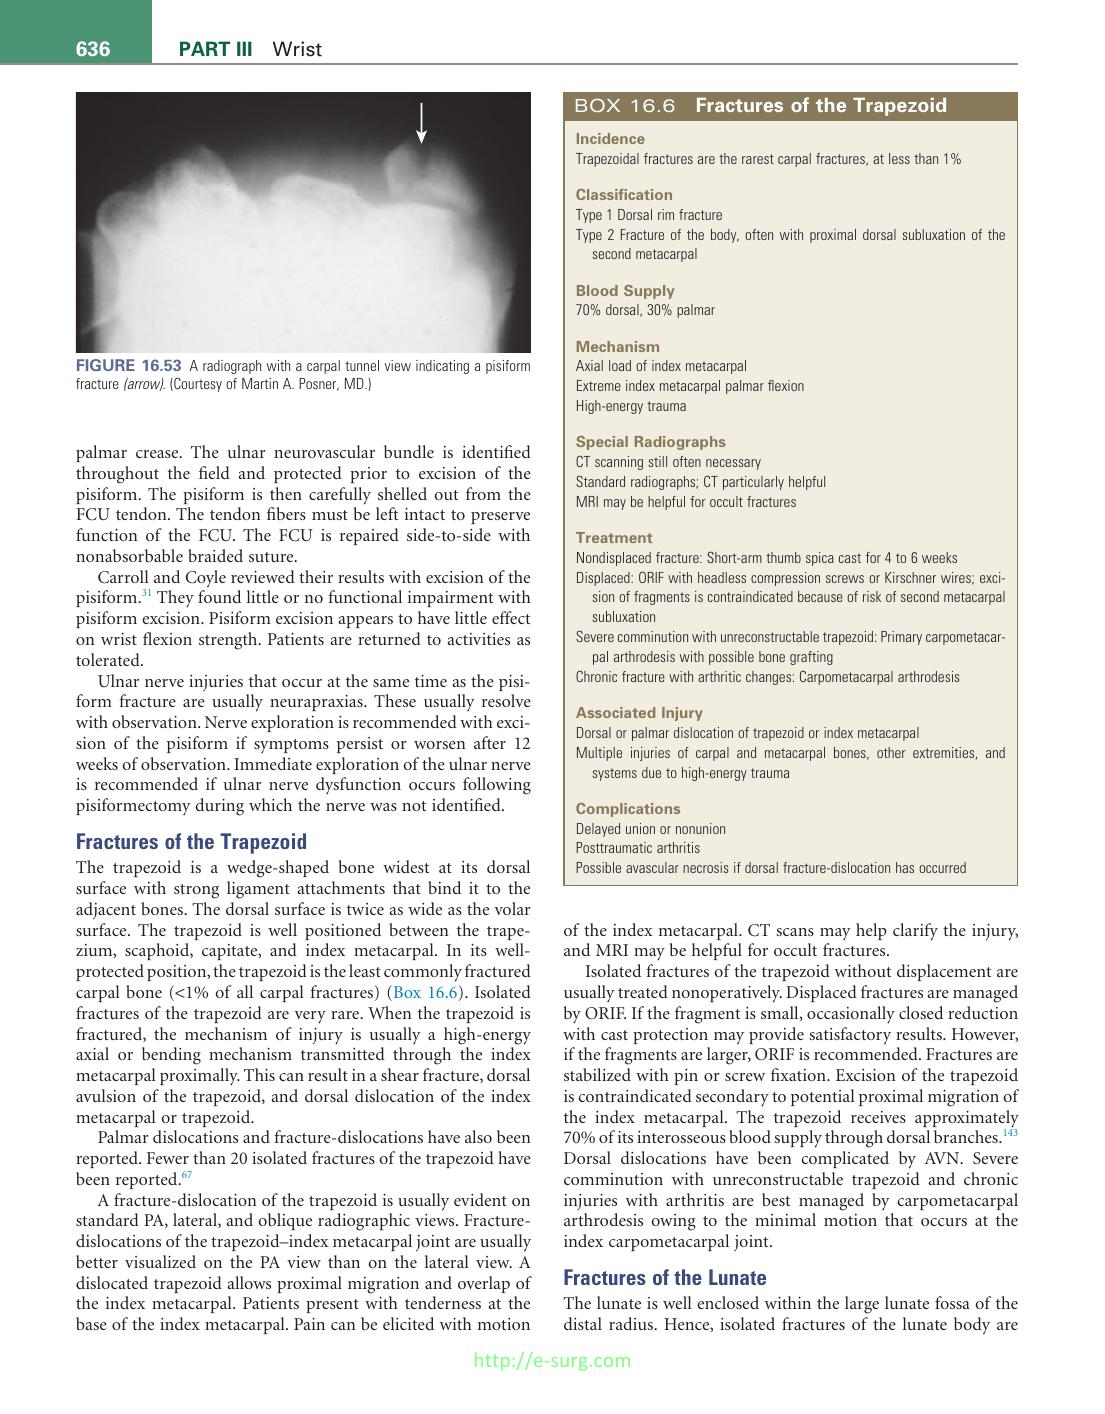 636 PART III Wrist
FIGURE 16.53 A radiograph with a carpal tunnel view indicating a pisiform
fracture (arrow). (Courtesy of Martin A. Posner, MD.)
palmar crease. The ulnar neurovascular bundle is identified
throughout the field and protected prior to excision of the
pisiform. The pisiform is then carefully shelled out from the
FCU tendon. The tendon fibers must be left intact to preserve
function of the FCU. The FCU is repaired side-to-side with
nonabsorbable braided suture.
Carroll and Coyle reviewed their results with excision of the
pisiform.31 They found little or no functional impairment with
pisiform excision. Pisiform excision appears to have little effect
on wrist flexion strength. Patients are returned to activities as
tolerated.
Ulnar nerve injuries that occur at the same time as the pisi-
form fracture are usually neurapraxias. These usually resolve
with observation. Nerve exploration is recommended with exci-
sion of the pisiform if symptoms persist or worsen after 12
weeks of observation. Immediate exploration of the ulnar nerve
is recommended if ulnar nerve dysfunction occurs following
pisiformectomy during which the nerve was not identified.
Fractures of the Trapezoid
The trapezoid is a wedge-shaped bone widest at its dorsal
surface with strong ligament attachments that bind it to the
adjacent bones. The dorsal surface is twice as wide as the volar
surface. The trapezoid is well positioned between the trape-
zium, scaphoid, capitate, and index metacarpal. In its well-
protected position, the trapezoid is the least commonly fractured
carpal bone (<1% of all carpal fractures) (Box 16.6). Isolated
fractures of the trapezoid are very rare. When the trapezoid is
fractured, the mechanism of injury is usually a high-energy
axial or bending mechanism transmitted through the index
metacarpal proximally. This can result in a shear fracture, dorsal
avulsion of the trapezoid, and dorsal dislocation of the index
metacarpal or trapezoid.
Palmar dislocations and fracture-dislocations have also been
reported. Fewer than 20 isolated fractures of the trapezoid have
been reported.67
A fracture-dislocation of the trapezoid is usually evident on
standard PA, lateral, and oblique radiographic views. Fracture-
dislocations of the trapezoid–index metacarpal joint are usually
better visualized on the PA view than on the lateral view. A
dislocated trapezoid allows proximal migration and overlap of
the index metacarpal. Patients present with tenderness at the
base of the index metacarpal. Pain can be elicited with motion
BOX 16.6 Fractures of the Trapezoid
Incidence
Trapezoidal fractures are the rarest carpal fractures, at less than 1%
Classification
Type 1 Dorsal rim fracture
Type 2 Fracture of the body, often with proximal dorsal subluxation of the
second metacarpal
Blood Supply
70% dorsal, 30% palmar
Mechanism
Axial load of index metacarpal
Extreme index metacarpal palmar flexion
High-energy trauma
Special Radiographs
CT scanning still often necessary
Standard radiographs; CT particularly helpful
MRI may be helpful for occult fractures
Treatment
Nondisplaced fracture: Short-arm thumb spica cast for 4 to 6 weeks
Displaced: ORIF with headless compression screws or Kirschner wires; exci-
sion of fragments is contraindicated because of risk of second metacarpal
subluxation
Severe comminution with unreconstructable trapezoid: Primary carpometacar-
pal arthrodesis with possible bone grafting
Chronic fracture with arthritic changes: Carpometacarpal arthrodesis
Associated Injury
Dorsal or palmar dislocation of trapezoid or index metacarpal
Multiple injuries of carpal and metacarpal bones, other extremities, and
systems due to high-energy trauma
Complications
Delayed union or nonunion
Posttraumatic arthritis
Possible avascular necrosis if dorsal fracture-dislocation has occurred
of the index metacarpal. CT scans may help clarify the injury,
and MRI may be helpful for occult fractures.
Isolated fractures of the trapezoid without displacement are
usually treated nonoperatively. Displaced fractures are managed
by ORIF. If the fragment is small, occasionally closed reduction
with cast protection may provide satisfactory results. However,
if the fragments are larger, ORIF is recommended. Fractures are
stabilized with pin or screw fixation. Excision of the trapezoid
is contraindicated secondary to potential proximal migration of
the index metacarpal. The trapezoid receives approximately
70% of its interosseous blood supply through dorsal branches.143
Dorsal dislocations have been complicated by AVN. Severe
comminution with unreconstructable trapezoid and chronic
injuries with arthritis are best managed by carpometacarpal
arthrodesis owing to the minimal motion that occurs at the
index carpometacarpal joint.
Fractures of the Lunate
The lunate is well enclosed within the large lunate fossa of the
distal radius. Hence, isolated fractures of the lunate body are
http://e-surg.com